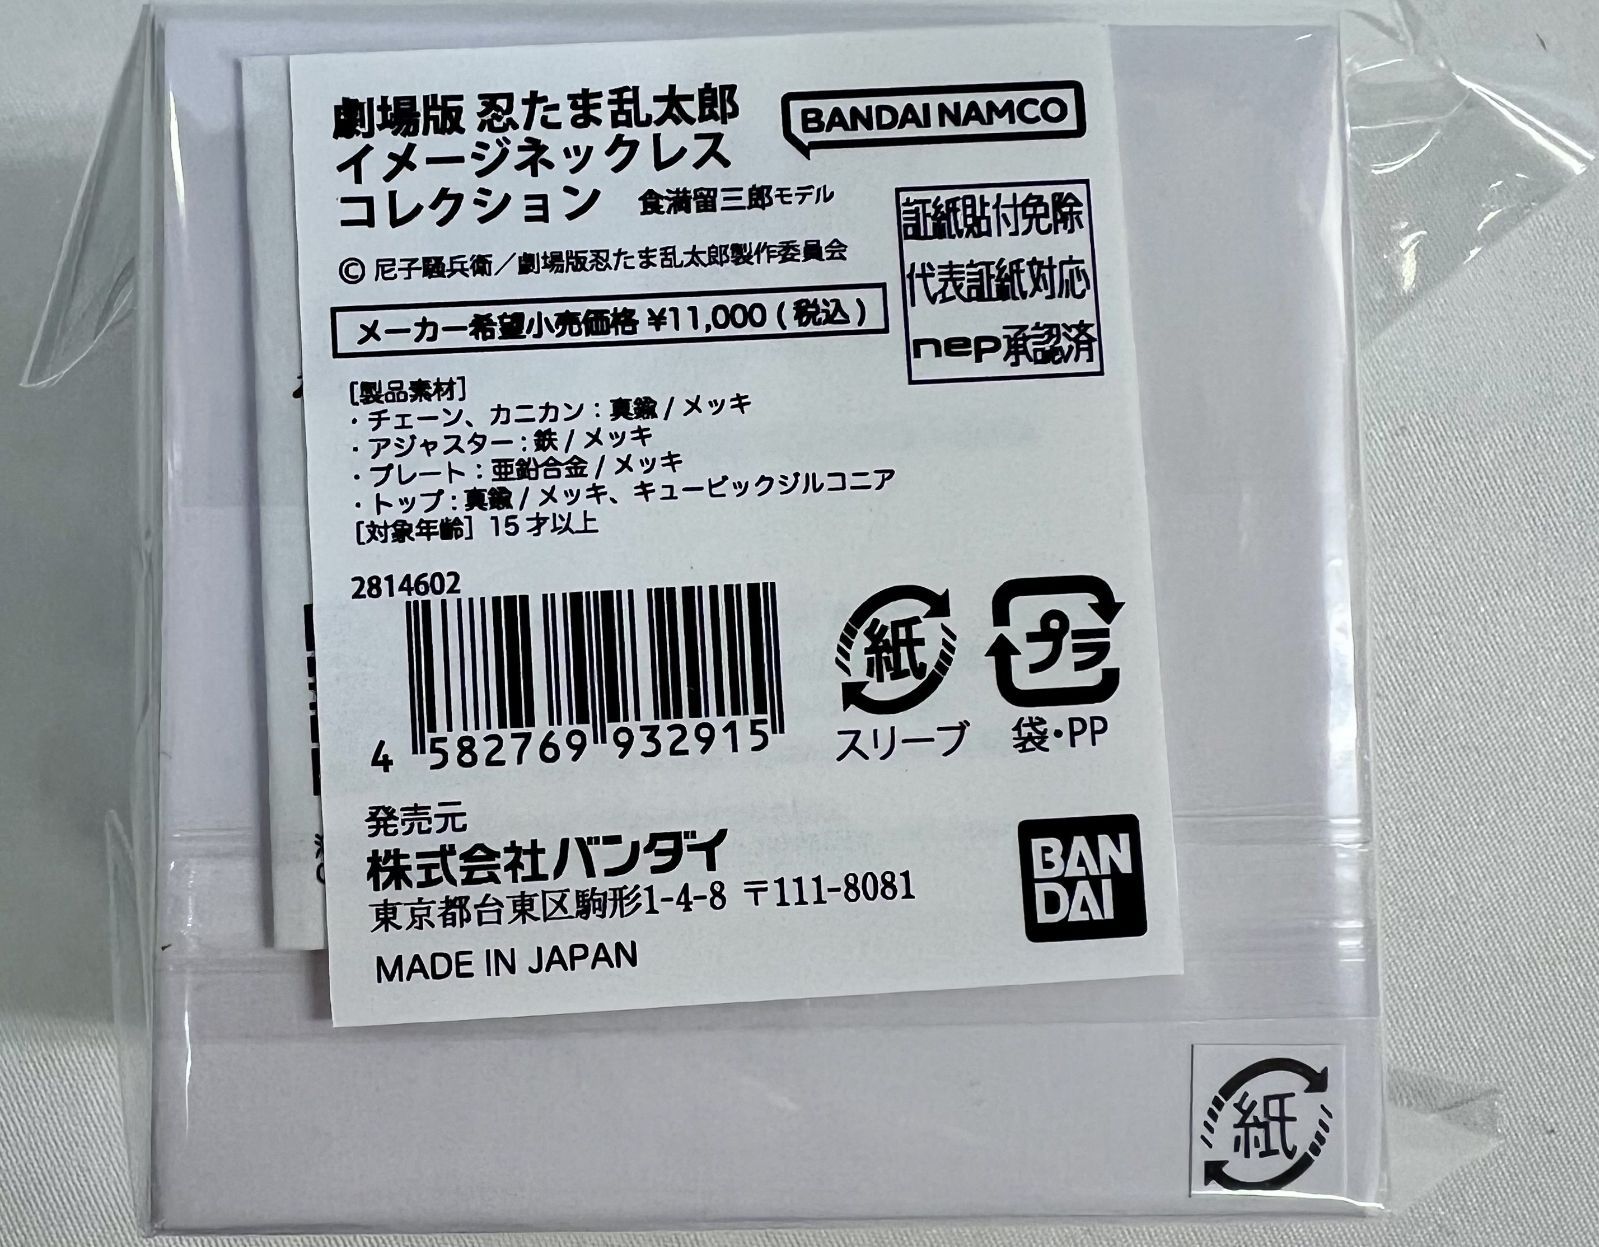 劇場版 忍たま乱太郎
イメージネックレス
コレクション 食満留三郎モデル
BANDAI NAMCO
© 尼子騒兵衛／劇場版忍たま乱太郎製作委員会
証紙貼付免除
代表証紙対応
nep承認済
メーカー希望小売価格 ¥11,000 ( 税込 )
[製品素材]
・チェーン、カニカン : 真鍮 / メッキ
・アジャスター : 鉄 / メッキ
・プレート : 亜鉛合金 / メッキ
・トップ : 真鍮 / メッキ、キュービックジルコニア
[対象年齢] 15 才以上
2814602
4 582769 932915
紙
スリーブ
プラ
袋・PP
発売元
株式会社バンダイ
東京都台東区駒形1-4-8 〒111-8081
MADE IN JAPAN
BAN
DAI
紙